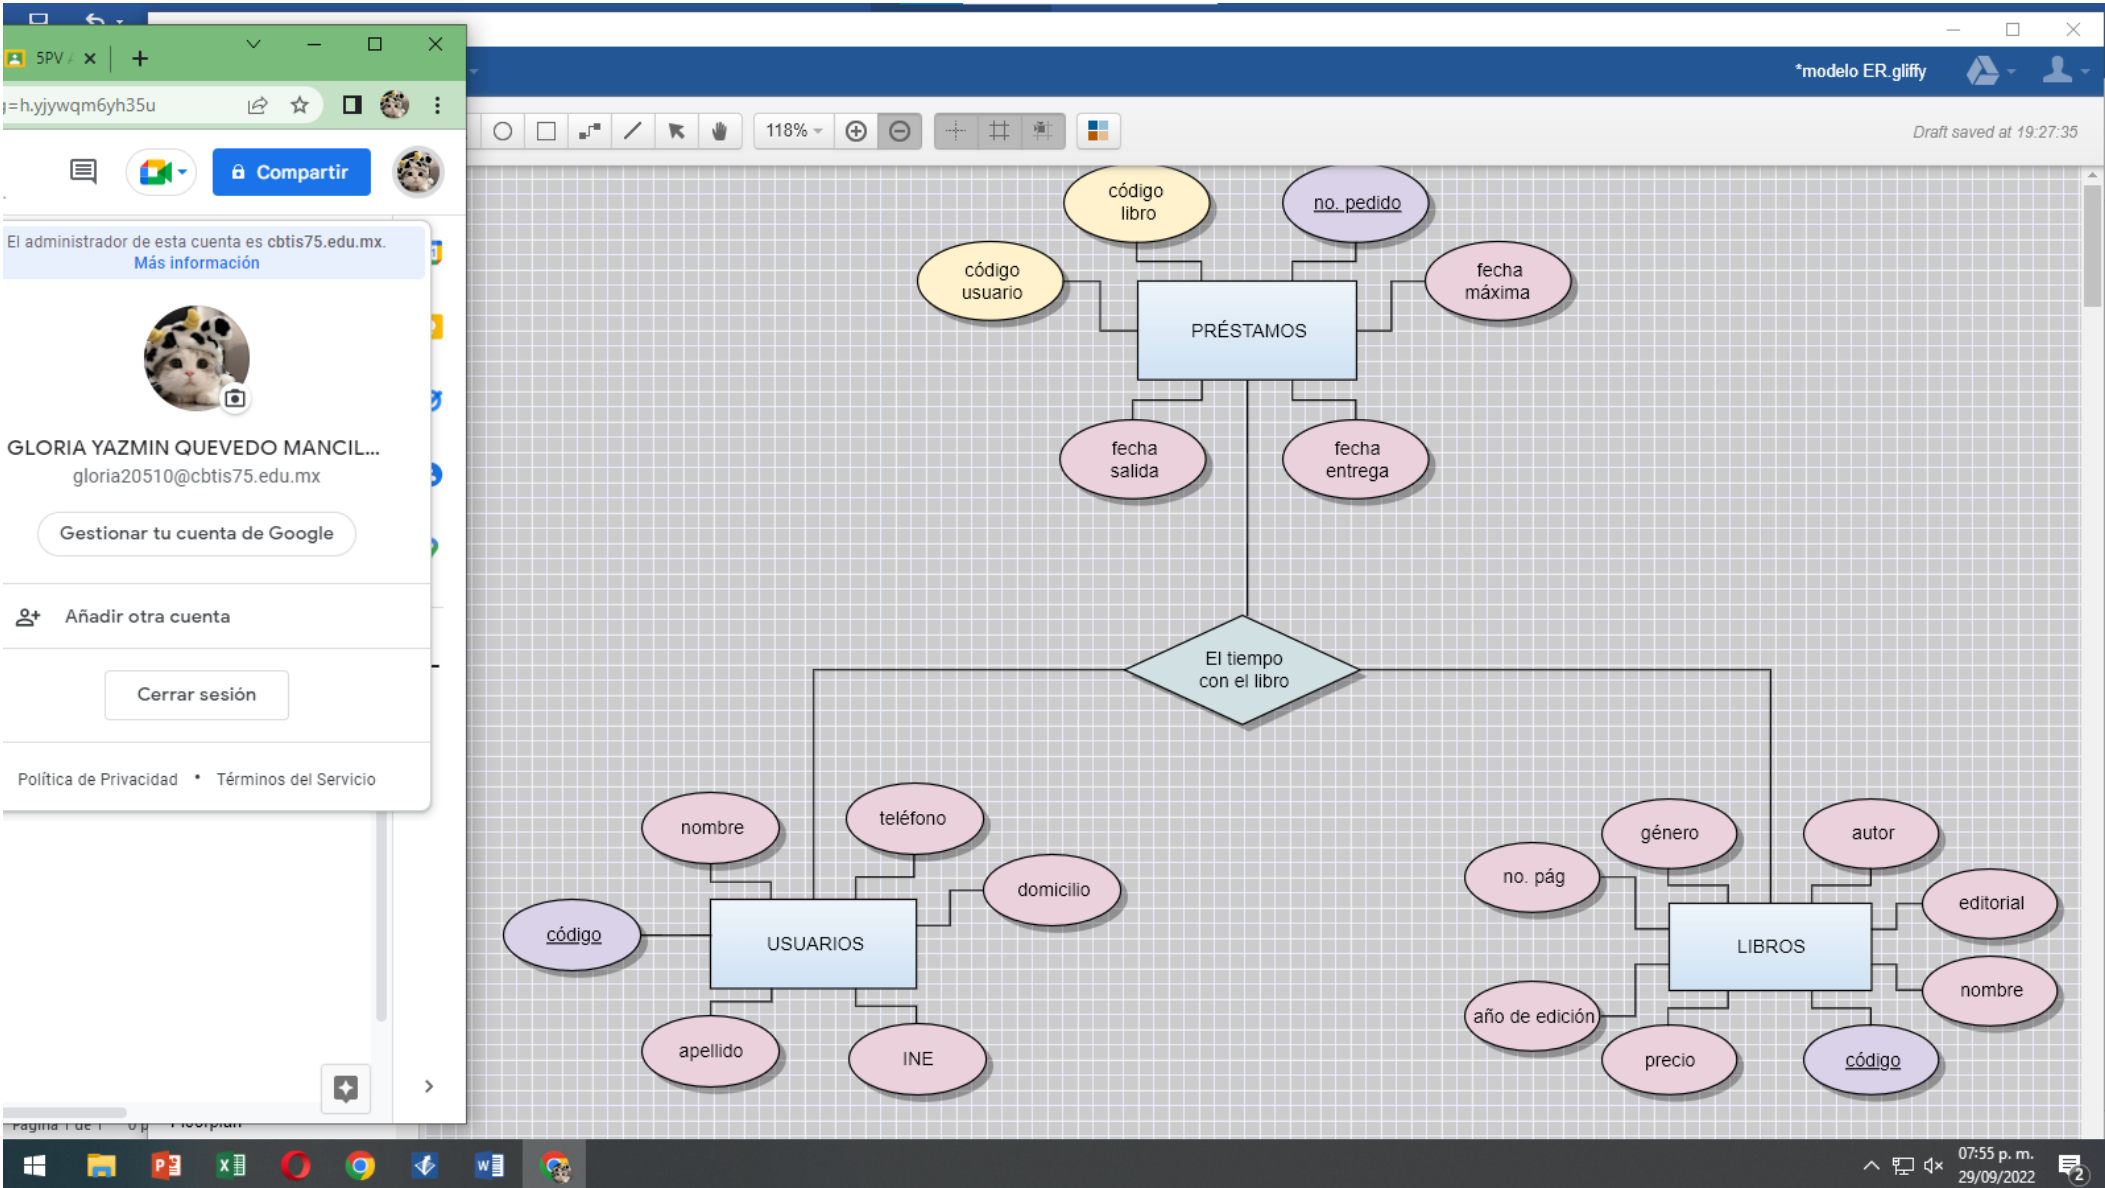 5PV
=h.yjywqm6yh35u
Compartir
El administrador de esta cuenta es cbtis75.edu.mx.
Más información
GLORIA YAZMIN QUEVEDO MANCIL...
gloria20510@cbtis75.edu.mx
Gestionar tu cuenta de Google
Añadir otra cuenta
Cerrar sesión
Política de Privacidad • Términos del Servicio
*modelo ER.gliffy
118%
Draft saved at 19:27:35
código
libro
no. pedido
código
usuario
fecha
máxima
PRÉSTAMOS
fecha
salida
fecha
entrega
El tiempo
con el libro
nombre
teléfono
domicilio
código
USUARIOS
apellido
INE
género
autor
no. pág
editorial
LIBROS
nombre
año de edición
precio
código
07:55 p. m.
29/09/2022
2